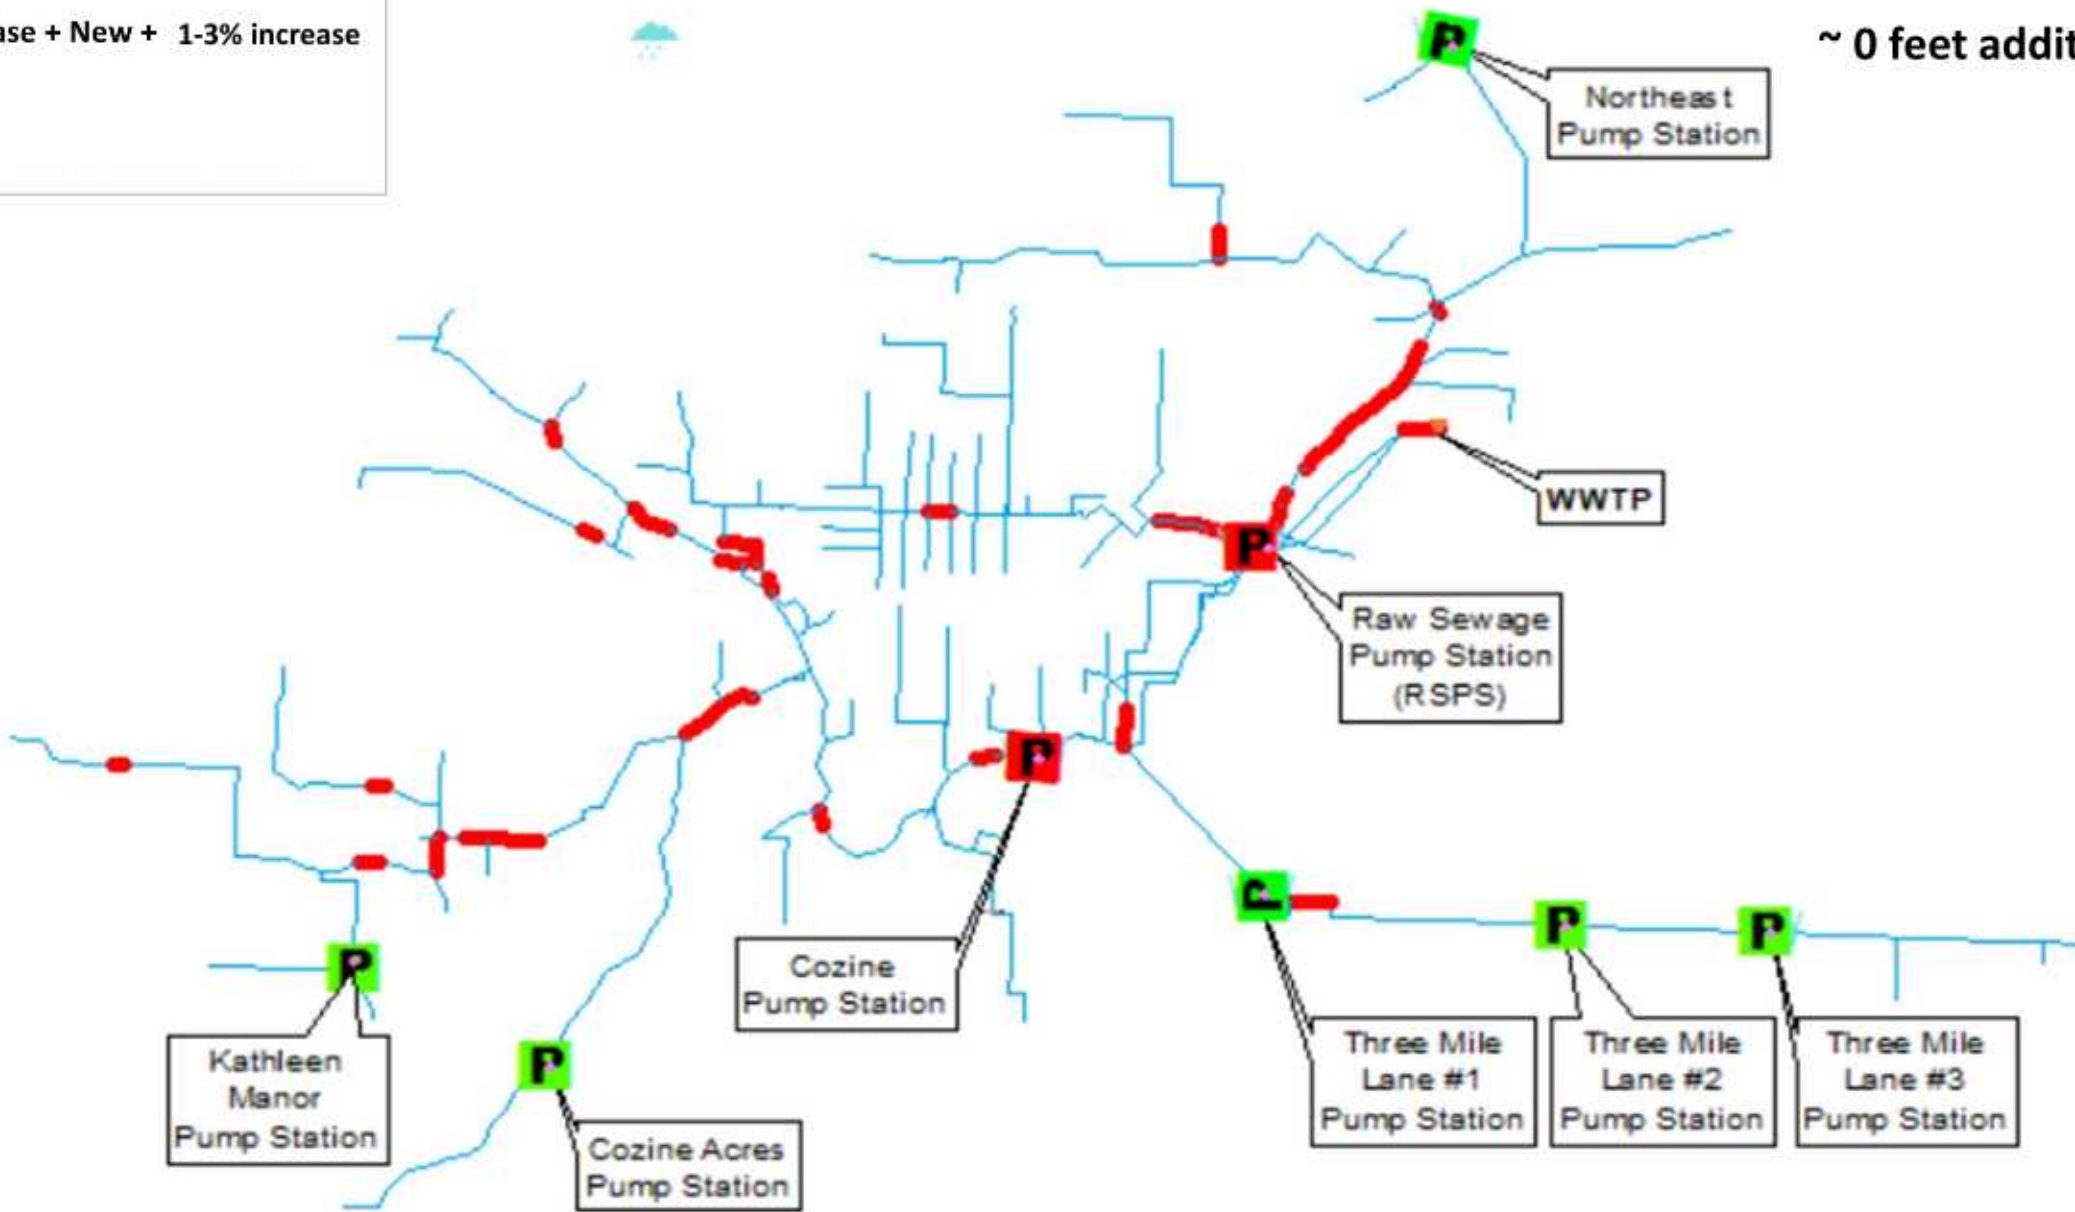 + New + 1-3% increase
~ 0 feet
Northeast
Pump Station
P
WWTP
P
Raw Sewage
Pump Station
(RSPS)
P
P
P
P
P
Cozine
Pump Station
Kathleen
Manor
Pump Station
P
Cozine Acres
Pump Station
Three Mile
Lane #1
Pump Station
Three Mile
Lane #2
Pump Station
Three Mile
Lane #3
Pump Station